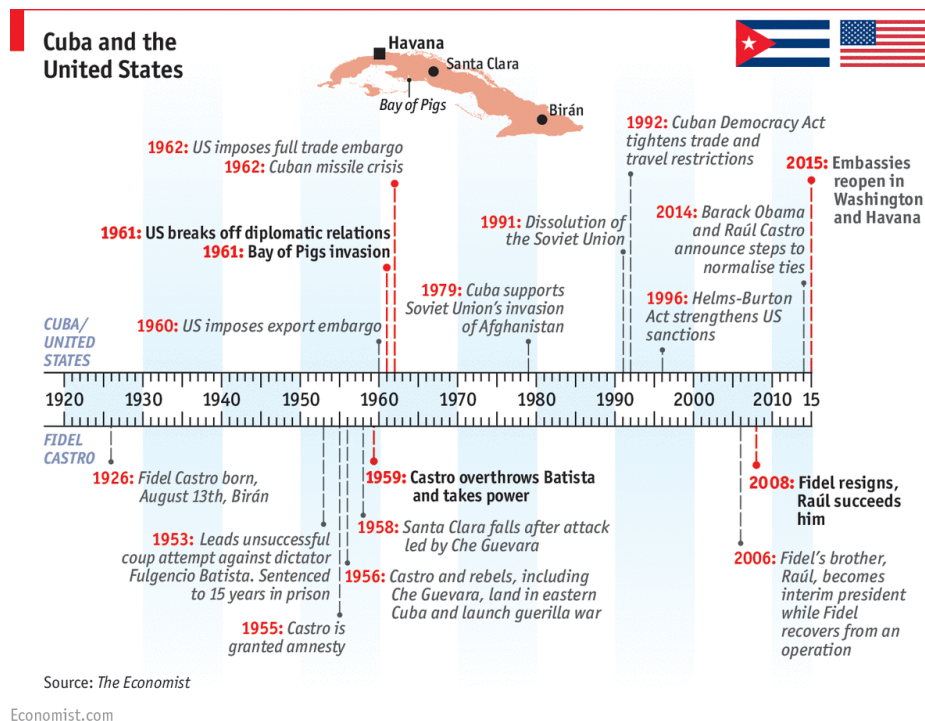 Cuba and the
United States
Havana
Santa Clara
Bay of Pigs
Birán
1962: US imposes full trade embargo
1962: Cuban missile crisis
1961: US breaks off diplomatic relations
1961: Bay of Pigs invasion
1960: US imposes export embargo
1979: Cuba supports
Soviet Union's invasion
of Afghanistan
1991: Dissolution of
the Soviet Union
1992: Cuban Democracy Act
tightens trade and
travel restrictions
1996: Helms-Burton
Act strengthens US
sanctions
2014: Barack Obama
and Raúl Castro
announce steps to
normalise ties
2015: Embassies
reopen in
Washington
and Havana
CUBA/
UNITED
STATES
1920 1930 1940 1950 1960 1970 1980 1990 2000 2010 15
FIDEL
CASTRO
1926: Fidel Castro born,
August 13th, Birán
1953: Leads unsuccessful
coup attempt against dictator
Fulgencio Batista. Sentenced
to 15 years in prison
1955: Castro is
granted amnesty
1959: Castro overthrows Batista
and takes power
1958: Santa Clara falls after attack
led by Che Guevara
1956: Castro and rebels, including
Che Guevara, land in eastern
Cuba and launch guerilla war
2008: Fidel resigns,
Raúl succeeds
him
2006: Fidel's brother,
Raúl, becomes
interim president
while Fidel
recovers from an
operation
Source: The Economist
Economist.com